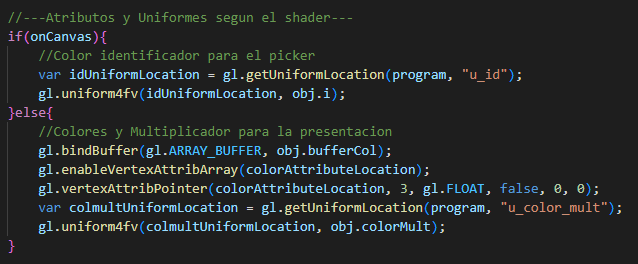 //---Atributos y Uniformes segun el shader---
if(onCanvas){
//Color identificador para el picker
var idUniformLocation = gl.getUniformLocation(program, "u_id");
gl.uniform4fv(idUniformLocation, obj.i);
}else{
//Colores y Multiplicador para la presentacion
gl.bindBuffer(gl.ARRAY_BUFFER, obj.bufferCol);
gl.enableVertexAttribArray(colorAttributeLocation);
gl.vertexAttribPointer(colorAttributeLocation, 3, gl.FLOAT, false, 0, 0);
var colmultUniformLocation = gl.getUniformLocation(program, "u_color_mult");
gl.uniform4fv(colmultUniformLocation, obj.colorMult);
}